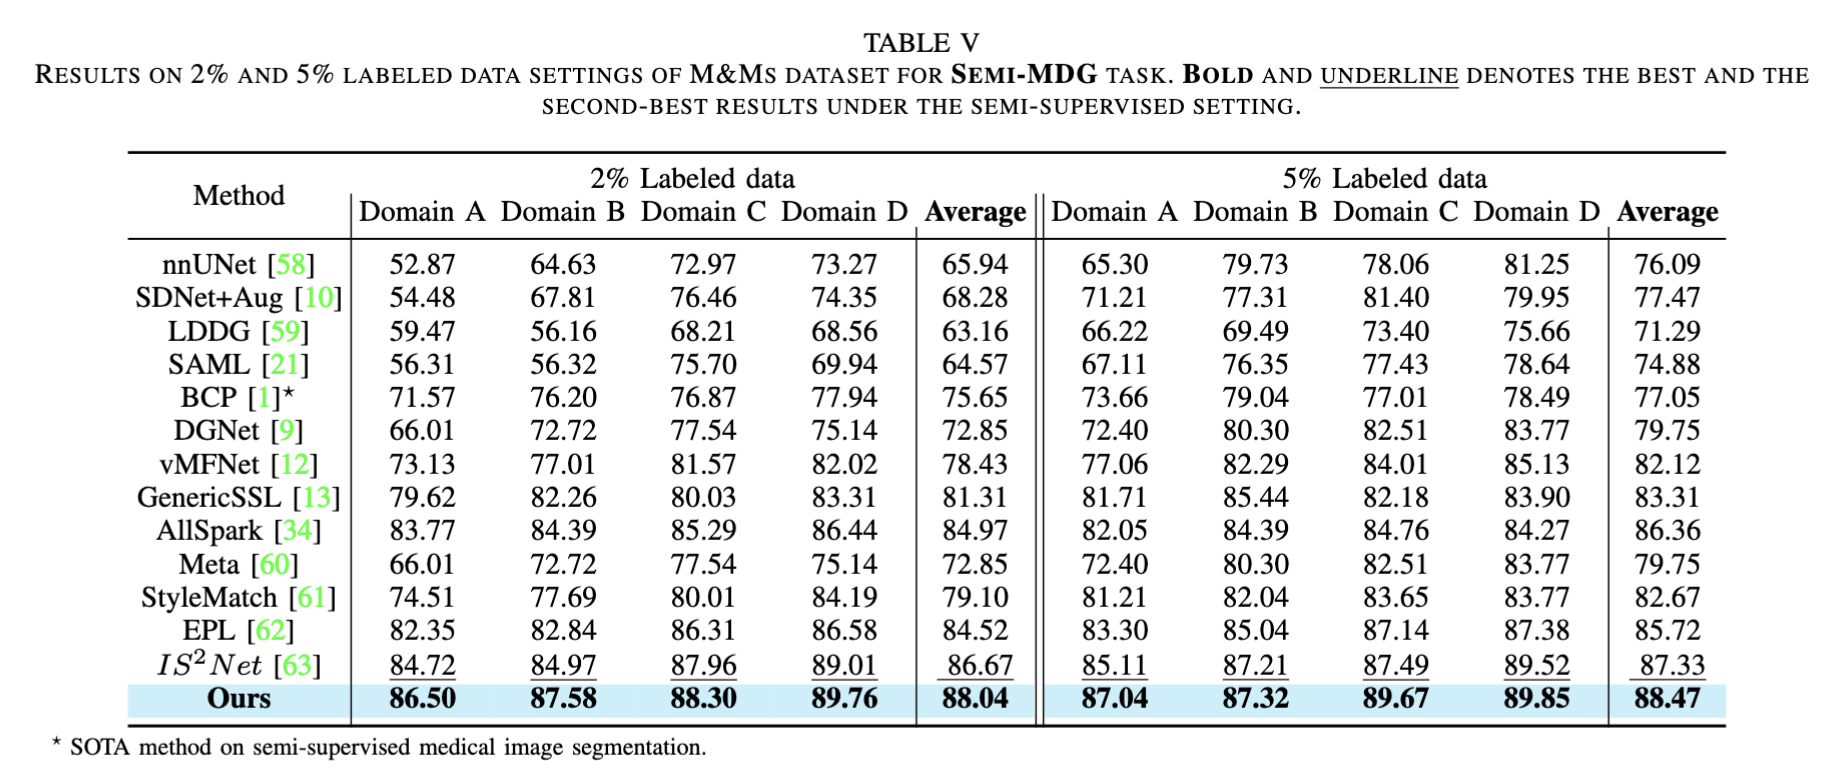 TABLE V
RESULTS ON 2% AND 5% LABELED DATA SETTINGS OF M&MS DATASET FOR SEMI-MDG TASK. BOLD AND UNDERLINE DENOTES THE BEST AND THE
SECOND-BEST RESULTS UNDER THE SEMI-SUPERVISED SETTING.
Method 2% Labeled data 5% Labeled data
Domain A Domain B Domain C Domain D Average Domain A Domain B Domain C Domain D Average
nnUNet [58] 52.87 64.63 72.97 73.27 65.94 65.30 79.73 78.06 81.25 76.09
SDNet+Aug [10] 54.48 67.81 76.46 74.35 68.28 71.21 77.31 81.40 79.95 77.47
LDDG [59] 59.47 56.16 68.21 68.56 63.16 66.22 69.49 73.40 75.66 71.29
SAML [21] 56.31 56.32 75.70 69.94 64.57 67.11 76.35 77.43 78.64 74.88
BCP [1]* 71.57 76.20 76.87 77.94 75.65 73.66 79.04 77.01 78.49 77.05
DGNet [9] 66.01 72.72 77.54 75.14 72.85 72.40 80.30 82.51 83.77 79.75
vMFNet [12] 73.13 77.01 81.57 82.02 78.43 77.06 82.29 84.01 85.13 82.12
GenericSSL [13] 79.62 82.26 80.03 83.31 81.31 81.71 85.44 82.18 83.90 83.31
AllSpark [34] 83.77 84.39 85.29 86.44 84.97 82.05 84.39 84.76 84.27 86.36
Meta [60] 66.01 72.72 77.54 75.14 72.85 72.40 80.30 82.51 83.77 79.75
StyleMatch [61] 74.51 77.69 80.01 84.19 79.10 81.21 82.04 83.65 83.77 82.67
EPL [62] 82.35 82.84 86.31 86.58 84.52 83.30 85.04 87.14 87.38 85.72
IS²Net [63] 84.72 84.97 87.96 89.01 86.67 85.11 87.21 87.49 89.52 87.33
Ours 86.50 87.58 88.30 89.76 88.04 87.04 87.32 89.67 89.85 88.47
* SOTA method on semi-supervised medical image segmentation.